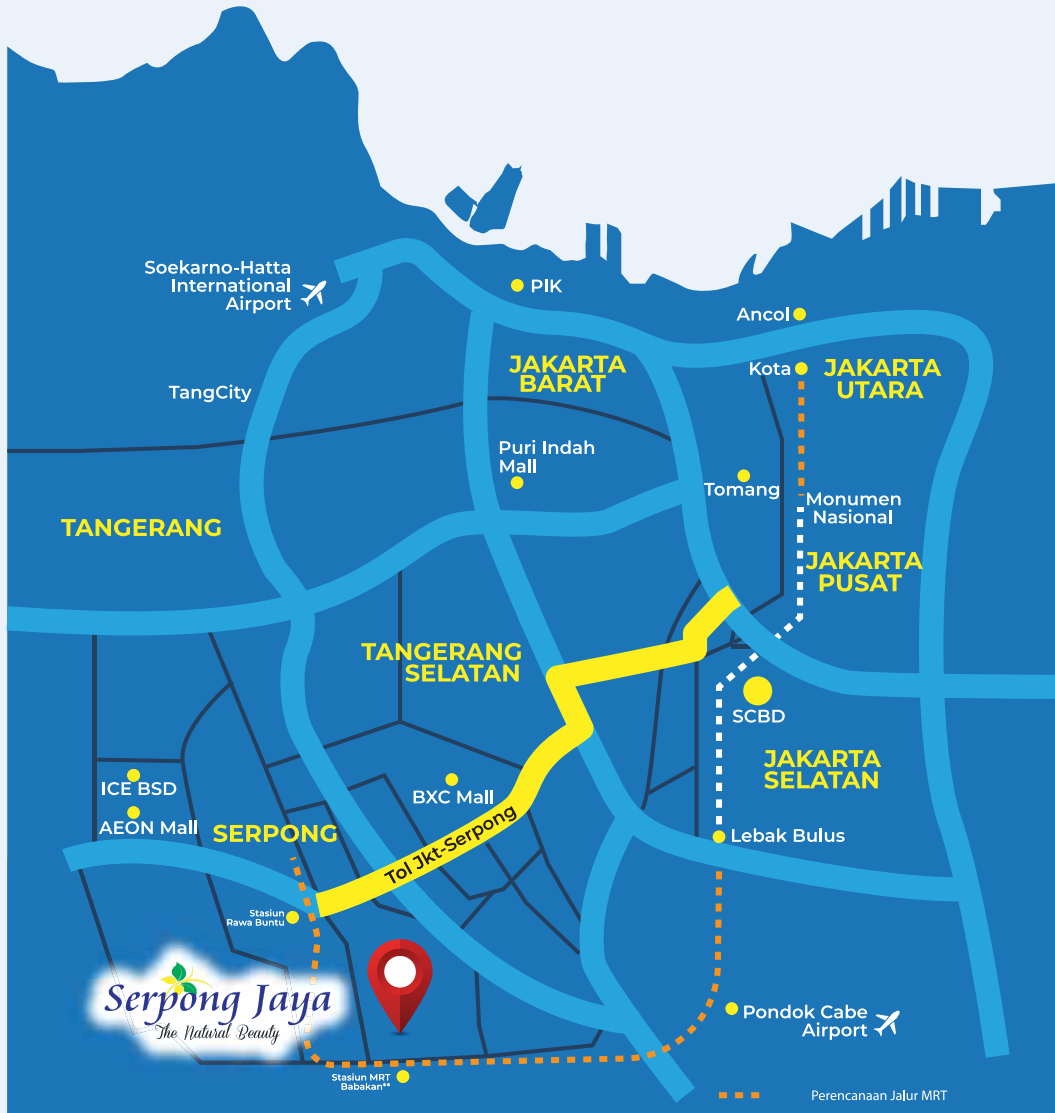 Soekarno-Hatta
International
Airport
PIK
Ancol
JAKARTA
BARAT
Kota
JAKARTA
UTARA
TangCity
Puri Indah
Mall
Tomang
Monumen
Nasional
TANGERANG
JAKARTA
PUSAT
TANGERANG
SELATAN
SCBD
JAKARTA
SELATAN
ICE BSD
BXC Mall
AEON Mall
SERPONG
Tol Jkt-Serpong
Lebak Bulus
Stasiun
Rawa Buntu
Serpong Jaya
The Natural Beauty
Pondok Cabe
Airport
Stasiun MRT
Babakan**
Perencanaan Jalur MRT